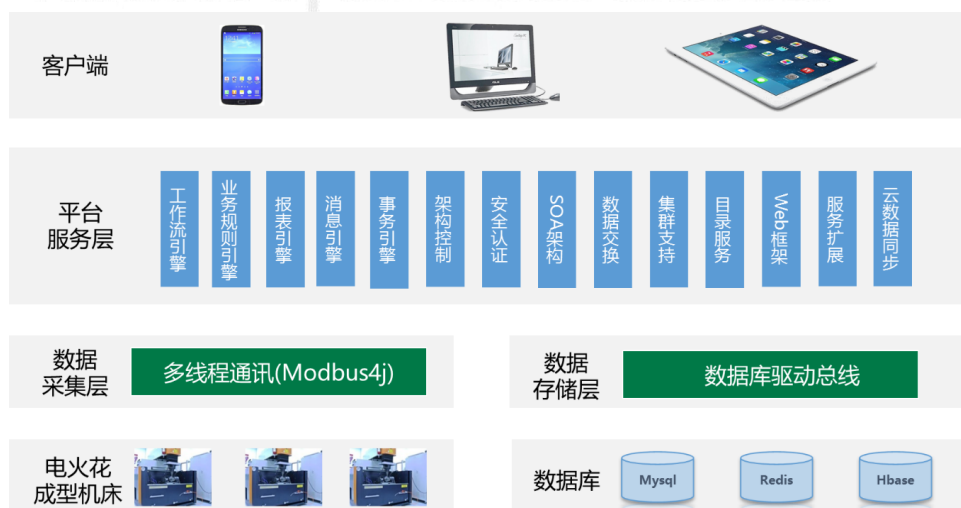 客户端
平台
服务层
工作流引擎
业务规则引擎
报表引擎
消息引擎
事务引擎
架构控制
安全认证
SOA架构
数据交换
集群支持
目录服务
Web框架
服务扩展
云数据同步
数据
采集层
多线程通讯(Modbus4j)
数据
存储层
数据库驱动总线
电火花
成型机床
数据库
Mysql
Redis
Hbase